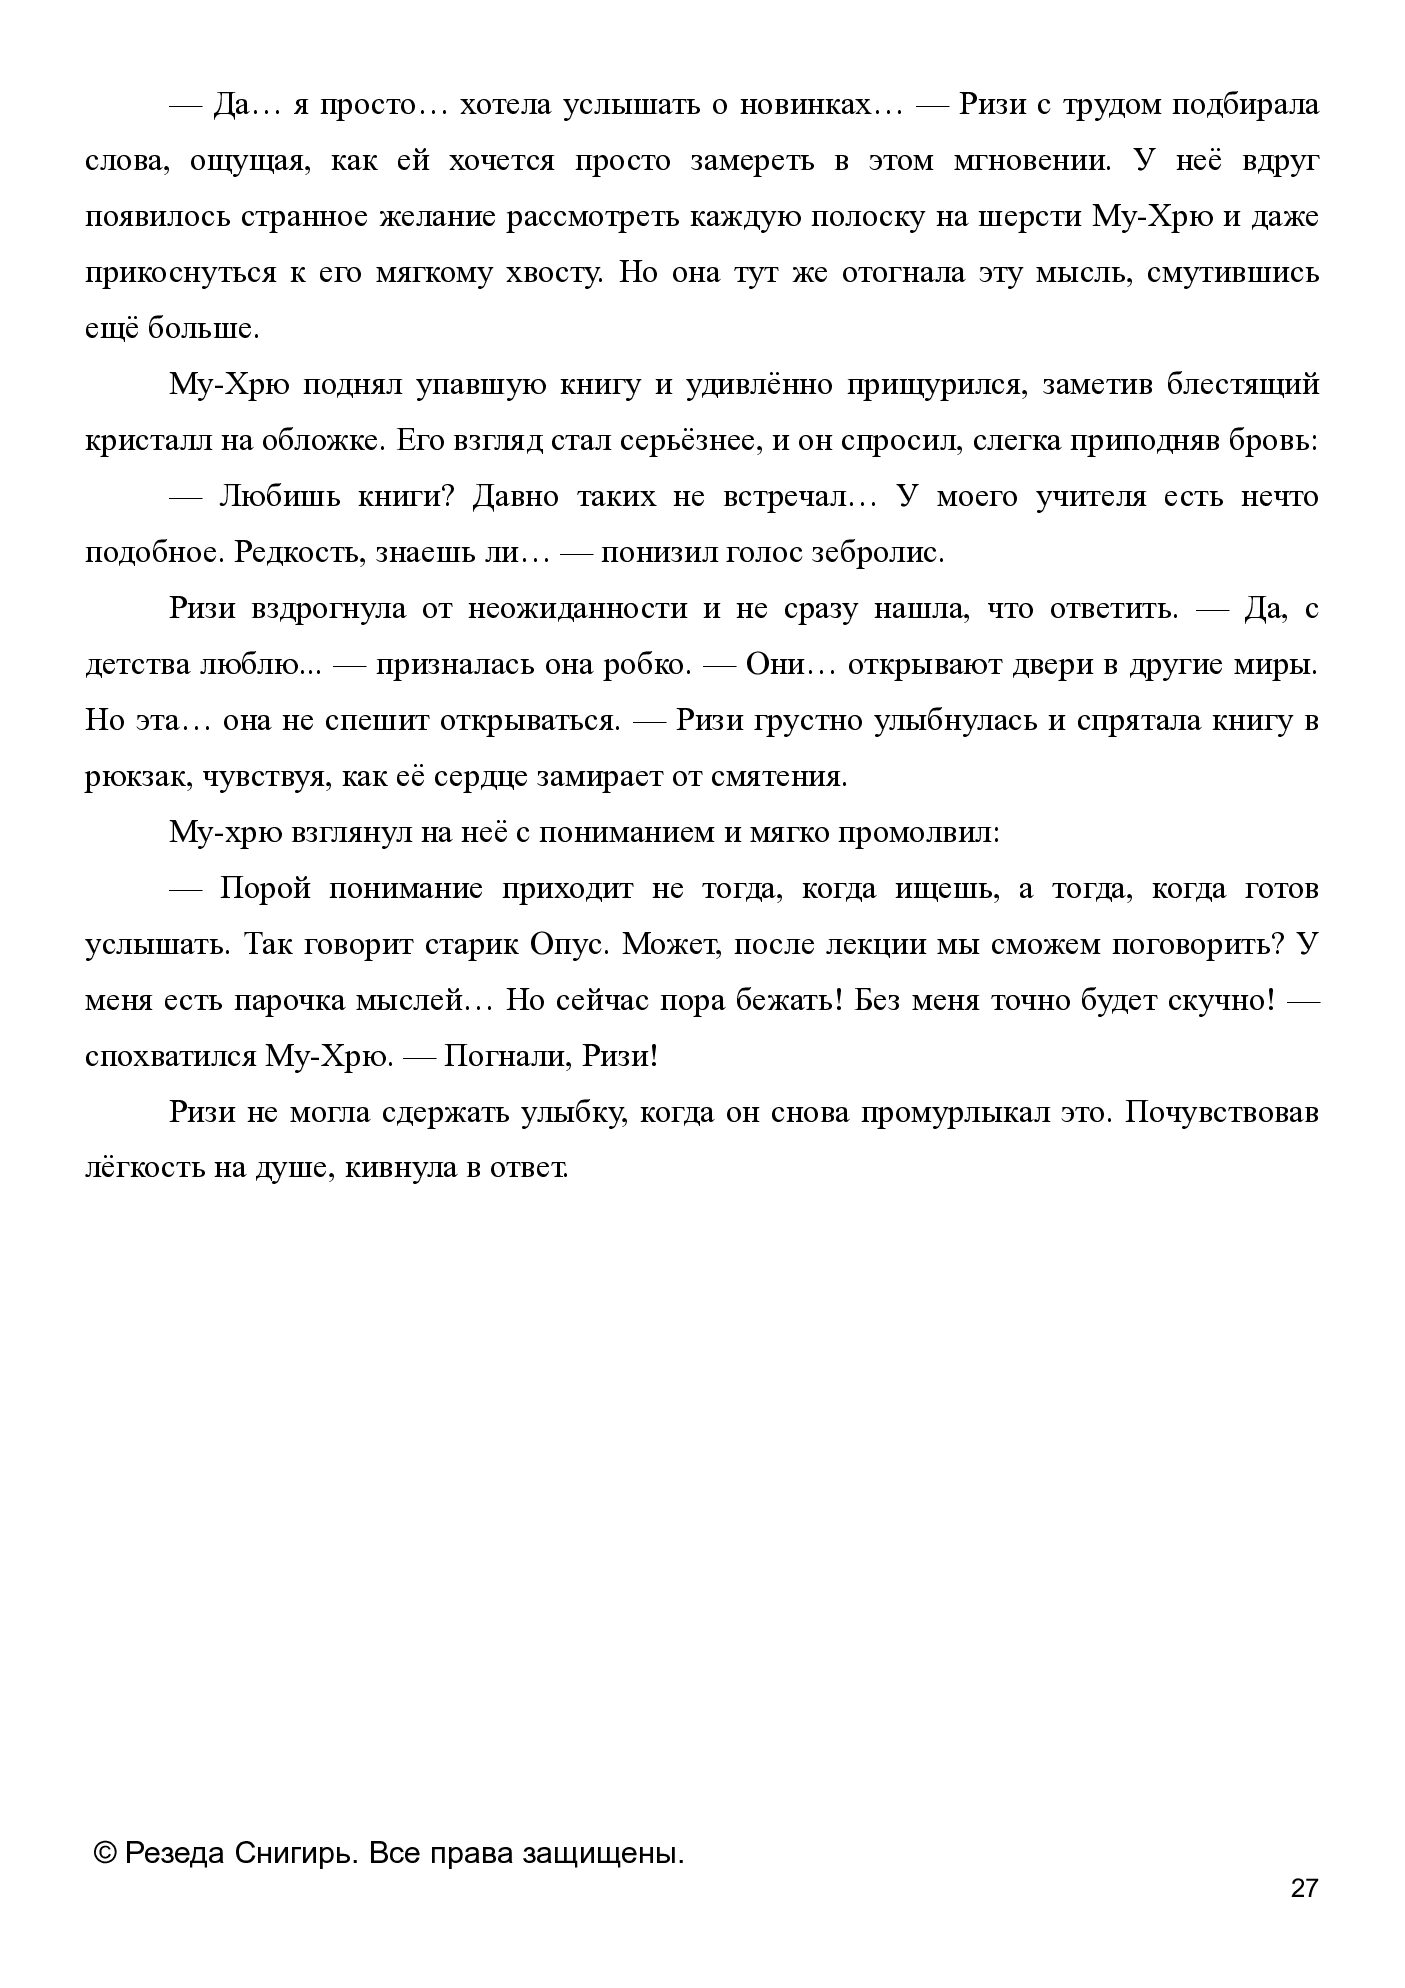 — Да… я просто… хотела услышать о новинках… — Ризи с трудом подбирала
слова, ощущая, как ей хочется просто замереть в этом мгновении. У неё вдруг
появилось странное желание рассмотреть каждую полоску на шерсти Му-Хрю и даже
прикоснуться к его мягкому хвосту. Но она тут же отогнала эту мысль, смутившись
ещё больше.
Му-Хрю поднял упавшую книгу и удивлённо прищурился, заметив блестящий
кристалл на обложке. Его взгляд стал серьёзнее, и он спросил, слегка приподняв бровь:
— Любишь книги? Давно таких не встречал… У моего учителя есть нечто
подобное. Редкость, знаешь ли… — понизил голос зебролис.
Ризи вздрогнула от неожиданности и не сразу нашла, что ответить. — Да, с
детства люблю... — призналась она робко. — Они… открывают двери в другие миры.
Но эта… она не спешит открываться. — Ризи грустно улыбнулась и спрятала книгу в
рюкзак, чувствуя, как её сердце замирает от смятения.
Му-хрю взглянул на неё с пониманием и мягко промолвил:
— Порой понимание приходит не тогда, когда ищешь, а тогда, когда готов
услышать. Так говорит старик Опус. Может, после лекции мы сможем поговорить? У
меня есть парочка мыслей… Но сейчас пора бежать! Без меня точно будет скучно! —
спохватился Му-Хрю. — Погнали, Ризи!
Ризи не могла сдержать улыбку, когда он снова промурлыкал это. Почувствовав
лёгкость на душе, кивнула в ответ.
© Резеда Снигирь. Все права защищены.
27